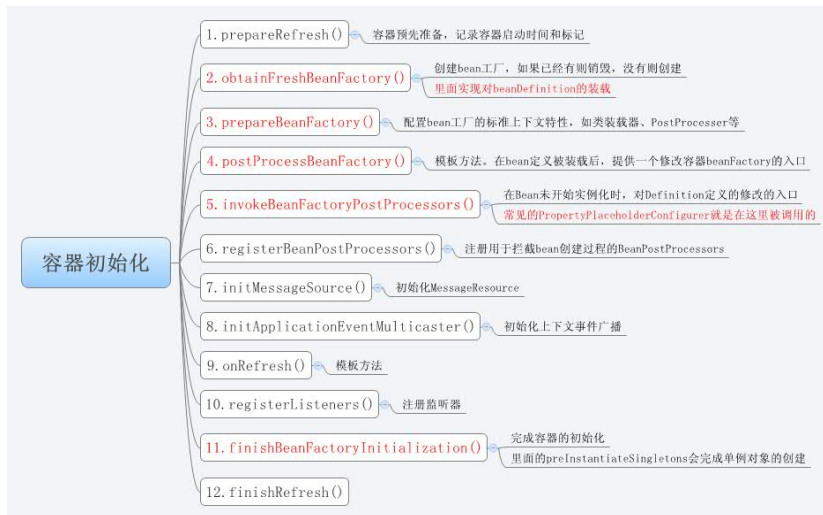 容器初始化
1.prepareRefresh()
容器预先准备，记录容器启动时间和标记
2.obtainFreshBeanFactory()
创建bean工厂，如果已经有则销毁，没有则创建
里面实现对beanDefinition的装载
3.prepareBeanFactory()
配置bean工厂的标准上下文特性，如类装载器、PostProcesser等
4.postProcessBeanFactory()
模板方法。在bean定义被装载后，提供一个修改容器beanFactory的入口
5.invokeBeanFactoryPostProcessors()
在Bean未开始实例化时，对Definition定义的修改的入口
常见的PropertyPlaceholderConfigurer就是在这里被调用的
6.registerBeanPostProcessors()
注册用于拦截bean创建过程的BeanPostProcessors
7.initMessageSource()
初始化MessageResource
8.initApplicationEventMulticaster()
初始化上下文事件广播
9.onRefresh()
模板方法
10.registerListeners()
注册监听器
11.finishBeanFactoryInitialization()
完成容器的初始化
里面的preInstantiateSingletons会完成单例对象的创建
12.finishRefresh()